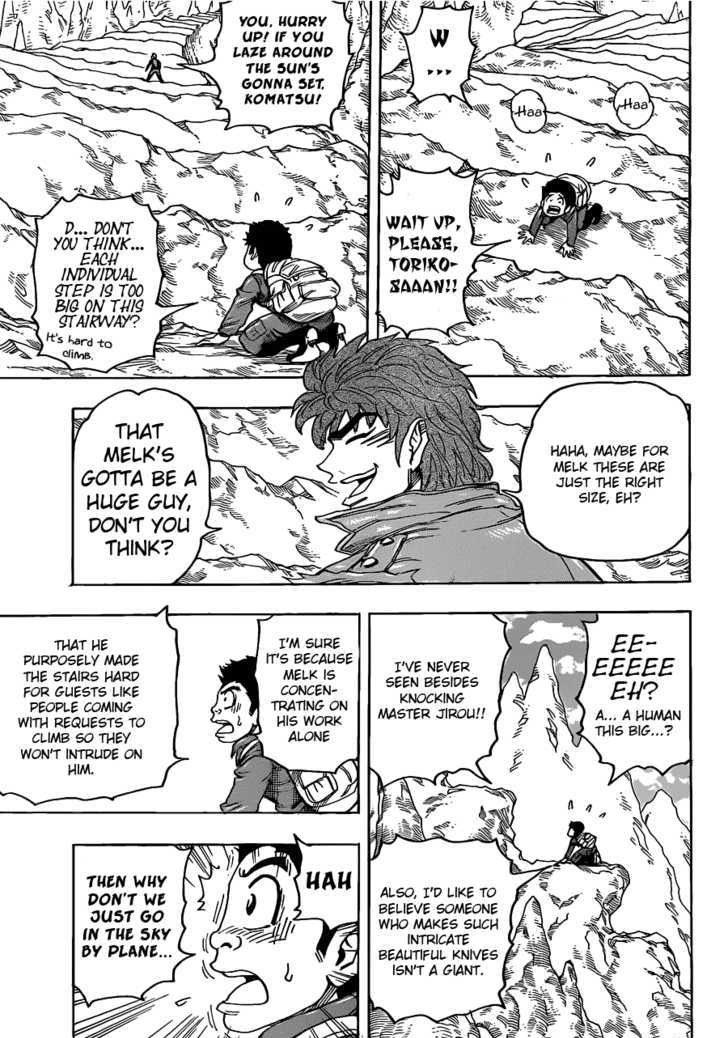 W
...
Haa
Haa
WAIT UP,
PLEASE,
TORIKO-
SAAAN!!
YOU, HURRY
UP! IF YOU
LAZE AROUND
THE SUN'S
GONNA SET,
KOMATSU!
D... DON'T
YOU THINK...
EACH
INDIVIDUAL
STEP IS TOO
BIG ON THIS
STAIRWAY?
It's hard to
climb.
HAHA, MAYBE FOR
MELK THESE ARE
JUST THE RIGHT
SIZE, EH?
THAT
MELK'S
GOTTA BE A
HUGE GUY,
DON'T YOU
THINK?
EE-
EEEEE
EH?
A... A HUMAN
THIS BIG...?
I'VE NEVER
SEEN BESIDES
KNOCKING
MASTER JIROU!!
ALSO, I'D LIKE TO
BELIEVE SOMEONE
WHO MAKES SUCH
INTRICATE
BEAUTIFUL KNIVES
ISN'T A GIANT.
I'M SURE
IT'S BECAUSE
MELK IS
CONCEN-
TRATING ON
HIS WORK
ALONE
THAT HE
PURPOSELY MADE
THE STAIRS HARD
FOR GUESTS LIKE
PEOPLE COMING
WITH REQUESTS TO
CLIMB SO THEY
WON'T INTRUDE ON
HIM.
HAH
THEN WHY
DON'T WE
JUST GO
IN THE SKY
BY PLANE...